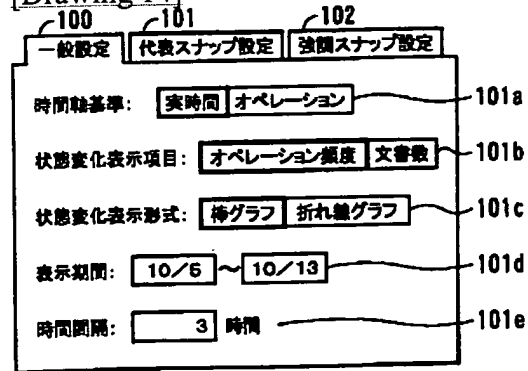 100 101 102
一般設定 代表スナップ設定 強調スナップ設定
時間軸基準: 実時間 オペレーション 101a
状態変化表示項目: オペレーション頻度 文書数 101b
状態変化表示形式: 棒グラフ 折れ線グラフ 101c
表示期間: 10/5 ~ 10/13 101d
時間間隔: 3 時間 101e